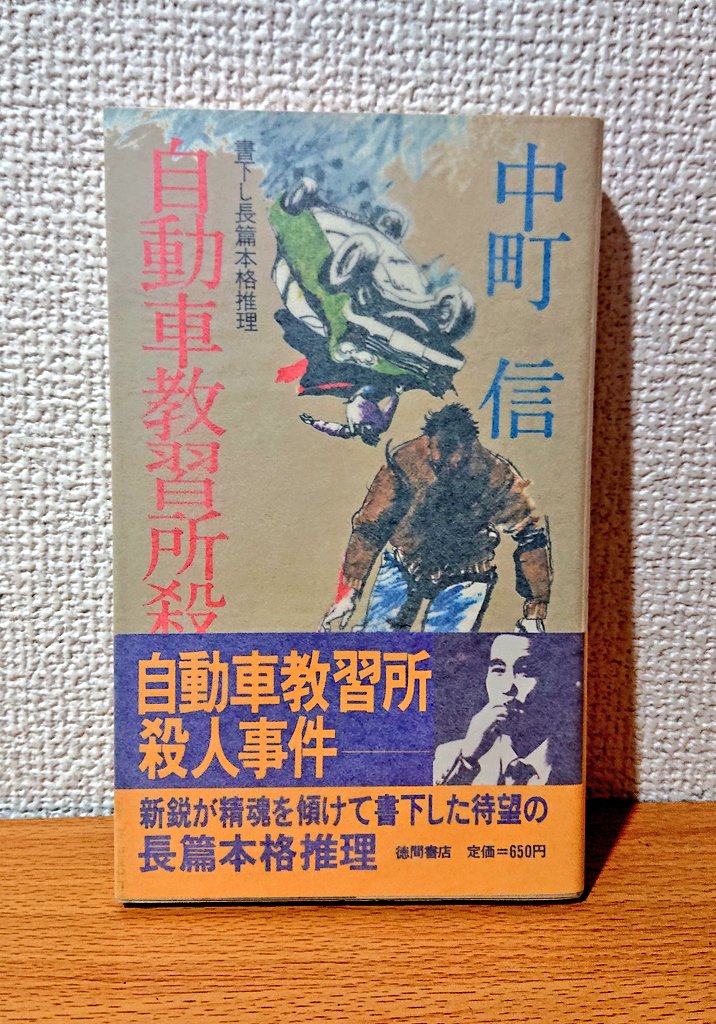 中町 信
書下し長篇本格推理
自動車教習所殺
自動車教習所
殺人事件
新鋭が精魂を傾けて書下した待望の
長篇本格推理 徳間書店 定価=650円